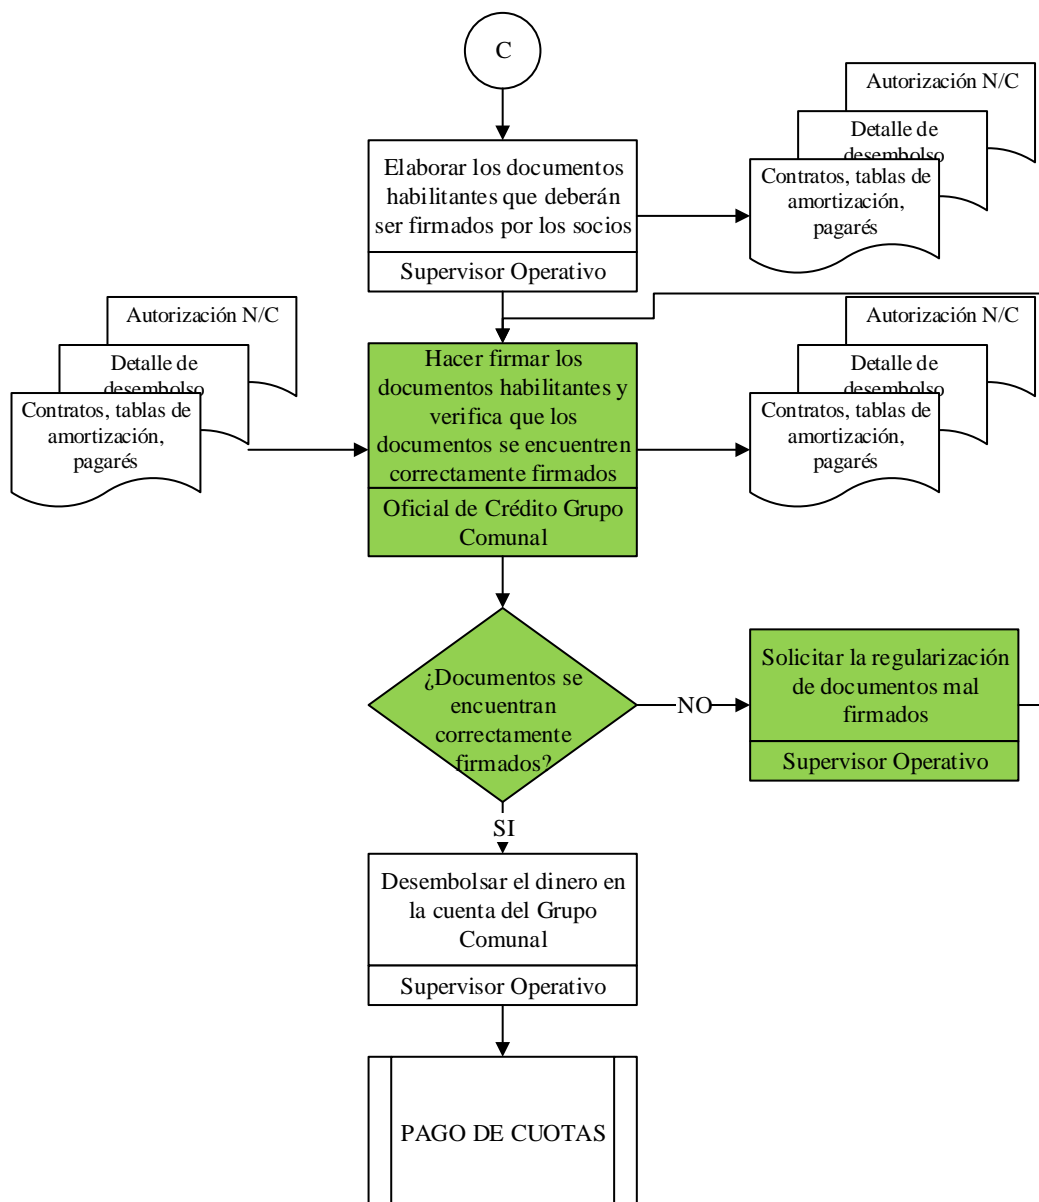 C
Elaborar los documentos
habilitantes que deberán
ser firmados por los socios
Supervisor Operativo
Autorización N/C
Detalle de
desembolso
Contratos, tablas de
amortización,
pagarés
Autorización N/C
Detalle de
desembolso
Contratos, tablas de
amortización,
pagarés
Hacer firmar los
documentos habilitantes y
verifica que los
documentos se encuentren
correctamente firmados
Oficial de Crédito Grupo
Comunal
Autorización N/C
Detalle de
desembolso
Contratos, tablas de
amortización,
pagarés
¿Documentos se
encuentran
correctamente
firmados?
NO
Solicitar la regularización
de documentos mal
firmados
Supervisor Operativo
SI
Desembolsar el dinero en
la cuenta del Grupo
Comunal
Supervisor Operativo
PAGO DE CUOTAS